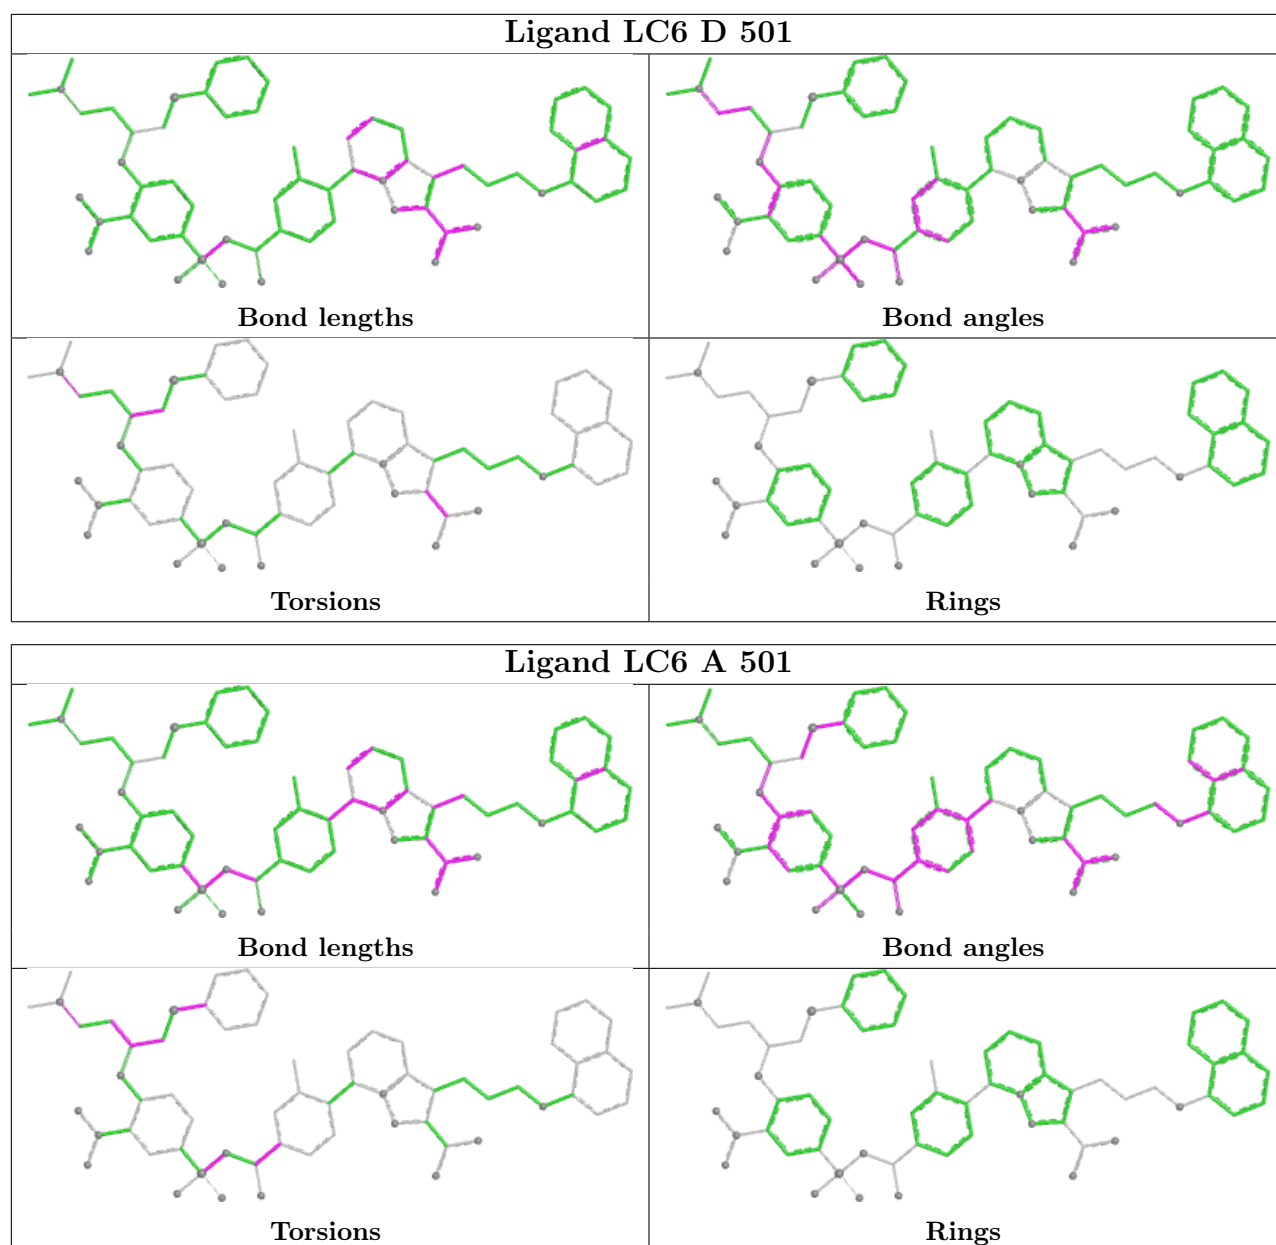 Ligand LC6 D 501
Bond lengths
Bond angles
Torsions
Rings
Ligand LC6 A 501
Bond lengths
Bond angles
Torsions
Rings